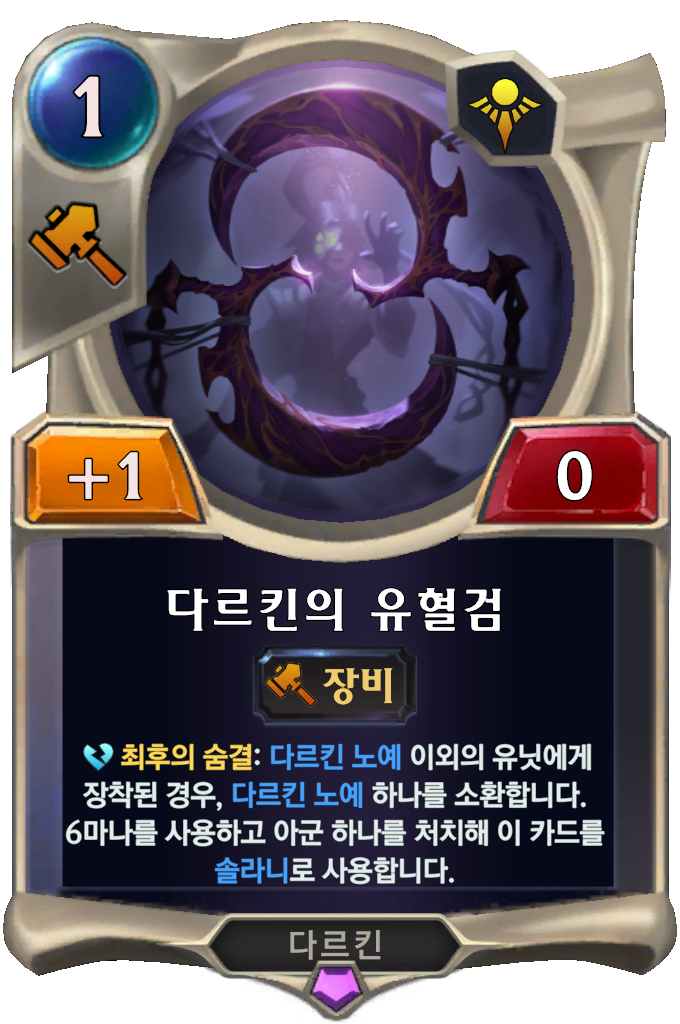 1
+1
0
다르킨의 유혈검
장비
최후의 숨결: 다르킨 노예 이외의 유닛에게
장착된 경우, 다르킨 노예 하나를 소환합니다.
6마나를 사용하고 아군 하나를 처치해 이 카드를
솔라니로 사용합니다.
다르킨